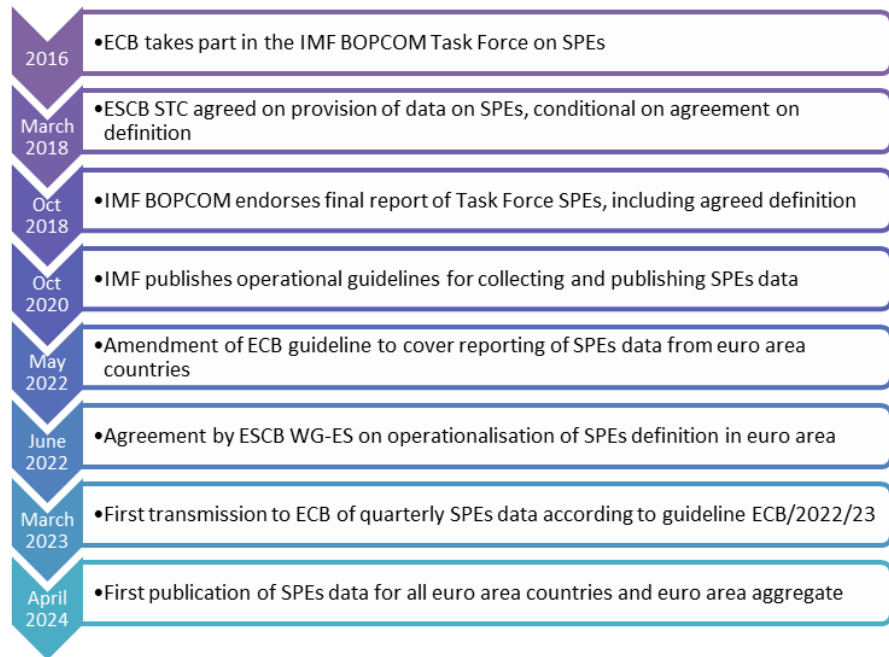 2016
•ECB takes part in the IMF BOPCOM Task Force on SPEs
March
2018
•ESCB STC agreed on provision of data on SPEs, conditional on agreement on
definition
Oct
2018
•IMF BOPCOM endorses final report of Task Force SPEs, including agreed definition
Oct
2020
•IMF publishes operational guidelines for collecting and publishing SPEs data
May
2022
•Amendment of ECB guideline to cover reporting of SPEs data from euro area
countries
June
2022
•Agreement by ESCB WG-ES on operationalisation of SPEs definition in euro area
March
2023
•First transmission to ECB of quarterly SPEs data according to guideline ECB/2022/23
April
2024
•First publication of SPEs data for all euro area countries and euro area aggregate